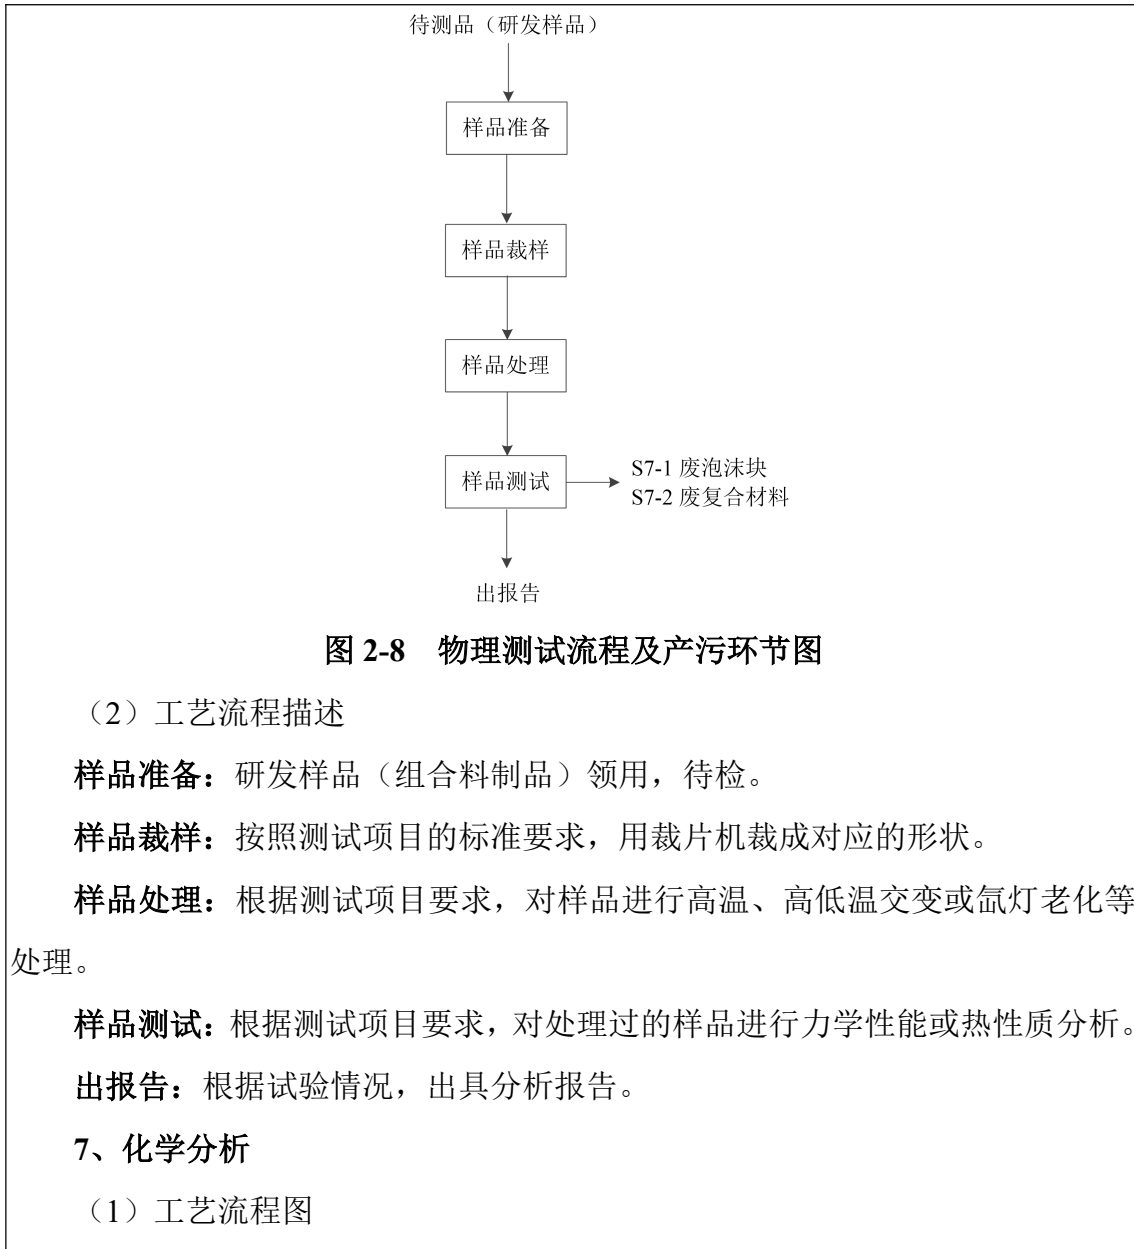 待测品（研发样品）
样品准备
样品裁样
样品处理
样品测试
S7-1 废泡沫块
S7-2 废复合材料
出报告
图 2-8 物理测试流程及产污环节图
（2）工艺流程描述
样品准备：研发样品（组合料制品）领用，待检。
样品裁样：按照测试项目的标准要求，用裁片机裁成对应的形状。
样品处理：根据测试项目要求，对样品进行高温、高低温交变或氙灯老化等
处理。
样品测试：根据测试项目要求，对处理过的样品进行力学性能或热性质分析。
出报告：根据试验情况，出具分析报告。
7、化学分析
（1）工艺流程图